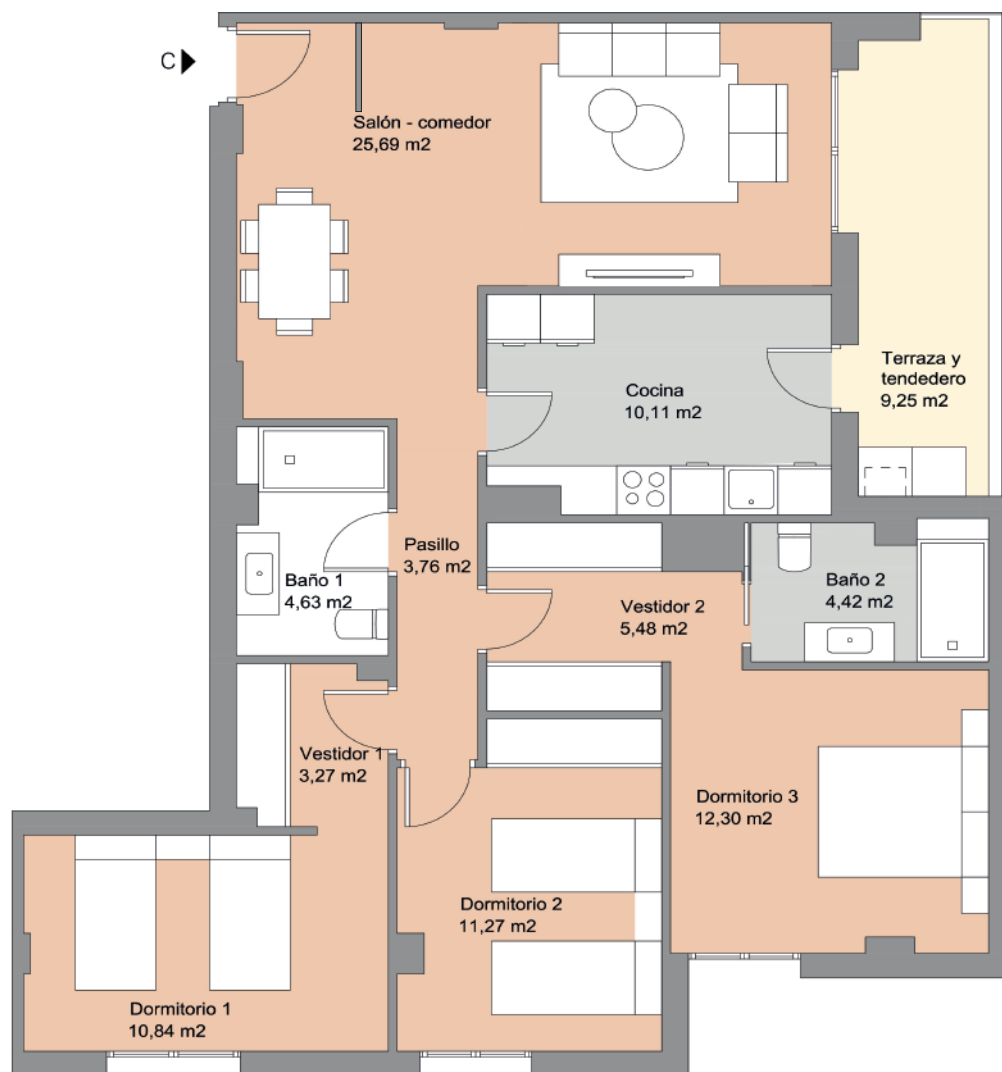 C
Salón - comedor
25,69 m2
Cocina
10,11 m2
Terraza y
tendedero
9,25 m2
Pasillo
3,76 m2
Baño 1
4,63 m2
Vestidor 2
5,48 m2
Baño 2
4,42 m2
Vestidor 1
3,27 m2
Dormitorio 3
12,30 m2
Dormitorio 2
11,27 m2
Dormitorio 1
10,84 m2